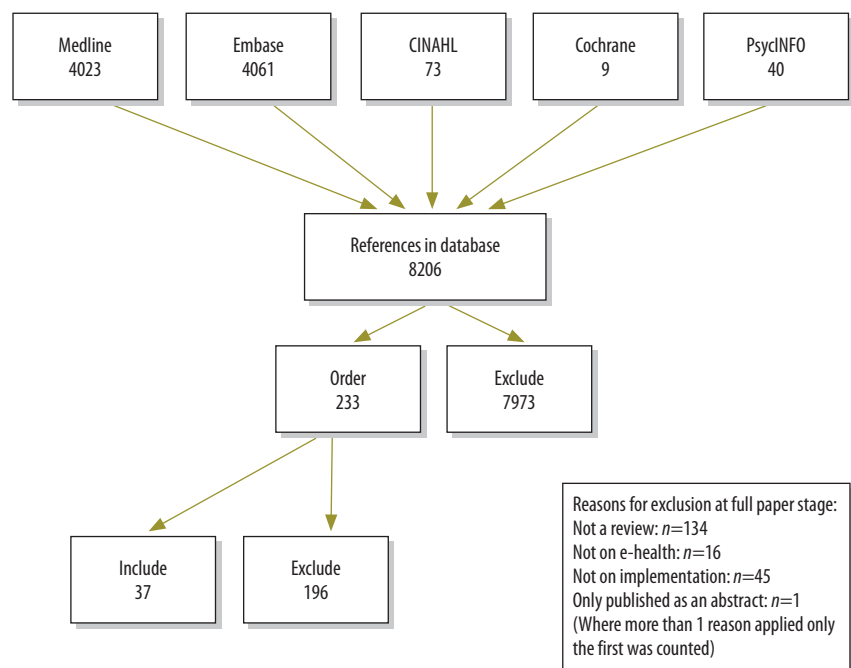 Medline
4023
Embase
4061
CINAHL
73
Cochrane
9
PsycINFO
40
References in database
8206
Order
233
Exclude
7973
Include
37
Exclude
196
Reasons for exclusion at full paper stage:
Not a review: n=134
Not on e-health: n=16
Not on implementation: n=45
Only published as an abstract: n=1
(Where more than 1 reason applied only
the first was counted)